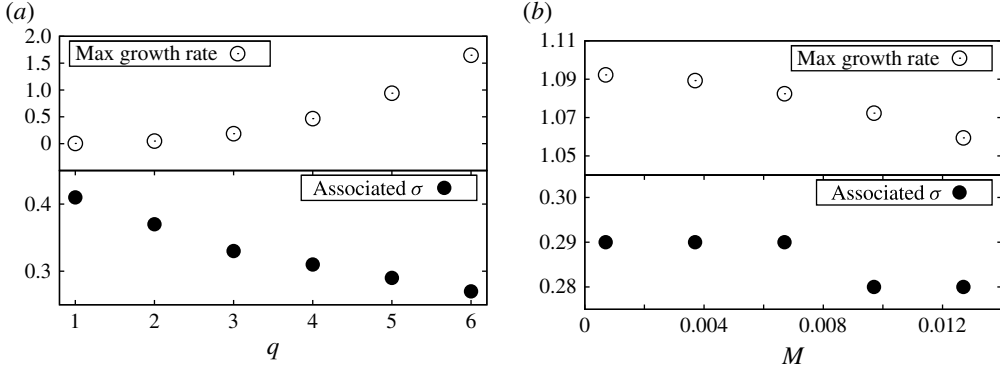 (a)
2.0
Max growth rate
1.5
1.0
0.5
0
Associated σ
0.4
0.3
1 2 3 4 5 6
q
(b)
1.11
Max growth rate
1.09
1.07
1.05
Associated σ
0.30
0.29
0.28
0 0.004 0.008 0.012
M